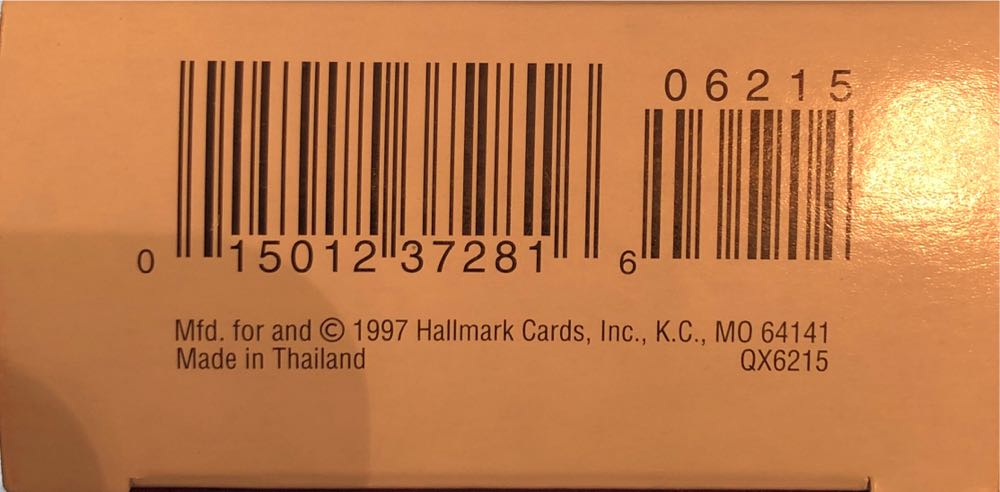 06215
0 15012 37281 6
Mfd. for and © 1997 Hallmark Cards, Inc., K.C., MO 64141
Made in Thailand
QX6215